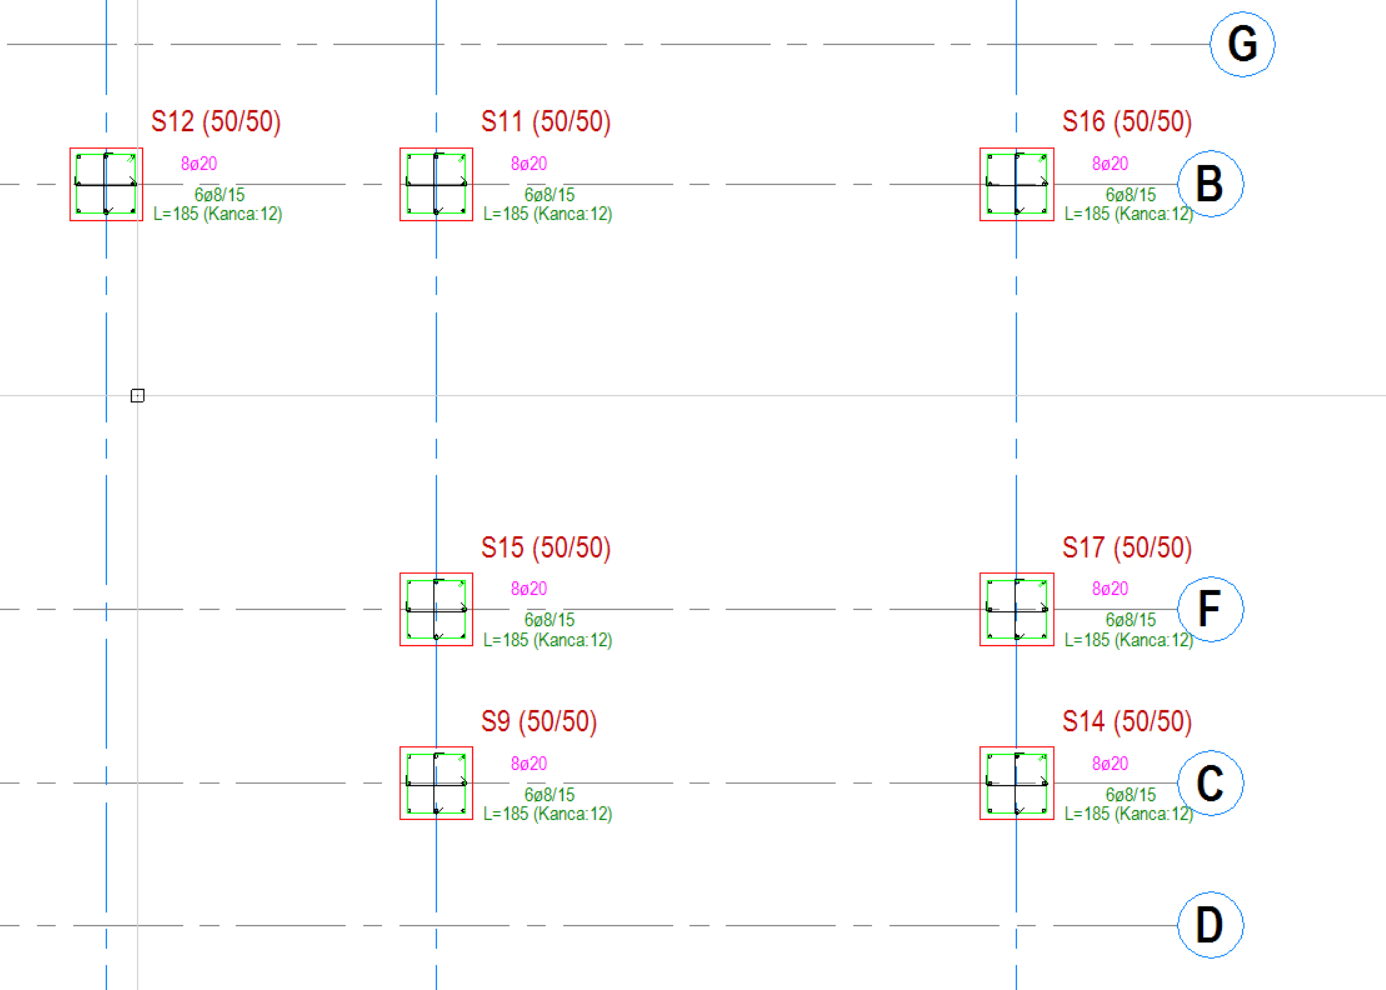 G
S12 (50/50)
8ø20
6ø8/15
L=185 (Kanca:12)
S11 (50/50)
8ø20
6ø8/15
L=185 (Kanca:12)
S16 (50/50)
8ø20
6ø8/15
L=185 (Kanca:12)
B
S15 (50/50)
8ø20
6ø8/15
L=185 (Kanca:12)
S17 (50/50)
8ø20
6ø8/15
L=185 (Kanca:12)
F
S9 (50/50)
8ø20
6ø8/15
L=185 (Kanca:12)
S14 (50/50)
8ø20
6ø8/15
L=185 (Kanca:12)
C
D